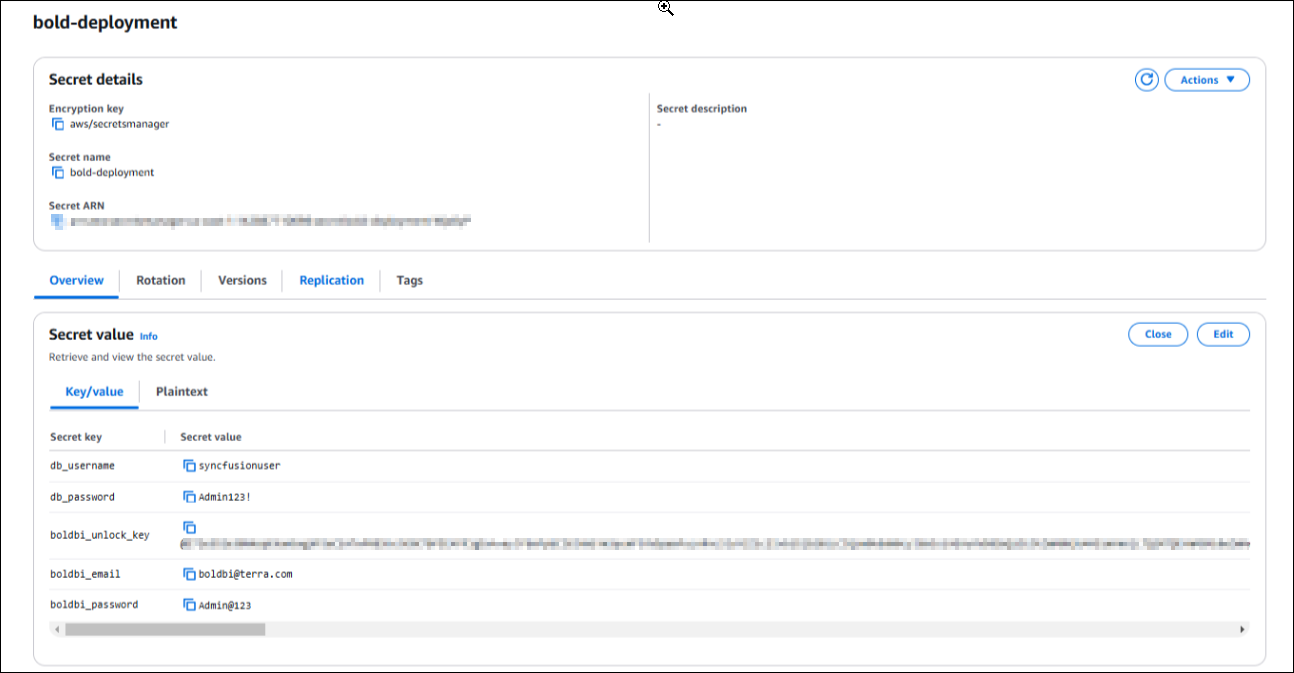 bold-deployment
Secret details
Actions
Encryption key
aws/secretsmanager
Secret name
bold-deployment
Secret ARN
Secret description
-
Overview Rotation Versions Replication Tags
Secret value Info
Close Edit
Retrieve and view the secret value.
Key/value Plaintext
Secret key Secret value
db_username syncfusionuser
db_password Admin123!
boldbi_unlock_key
boldbi_email boldbi@terra.com
boldbi_password Admin@123